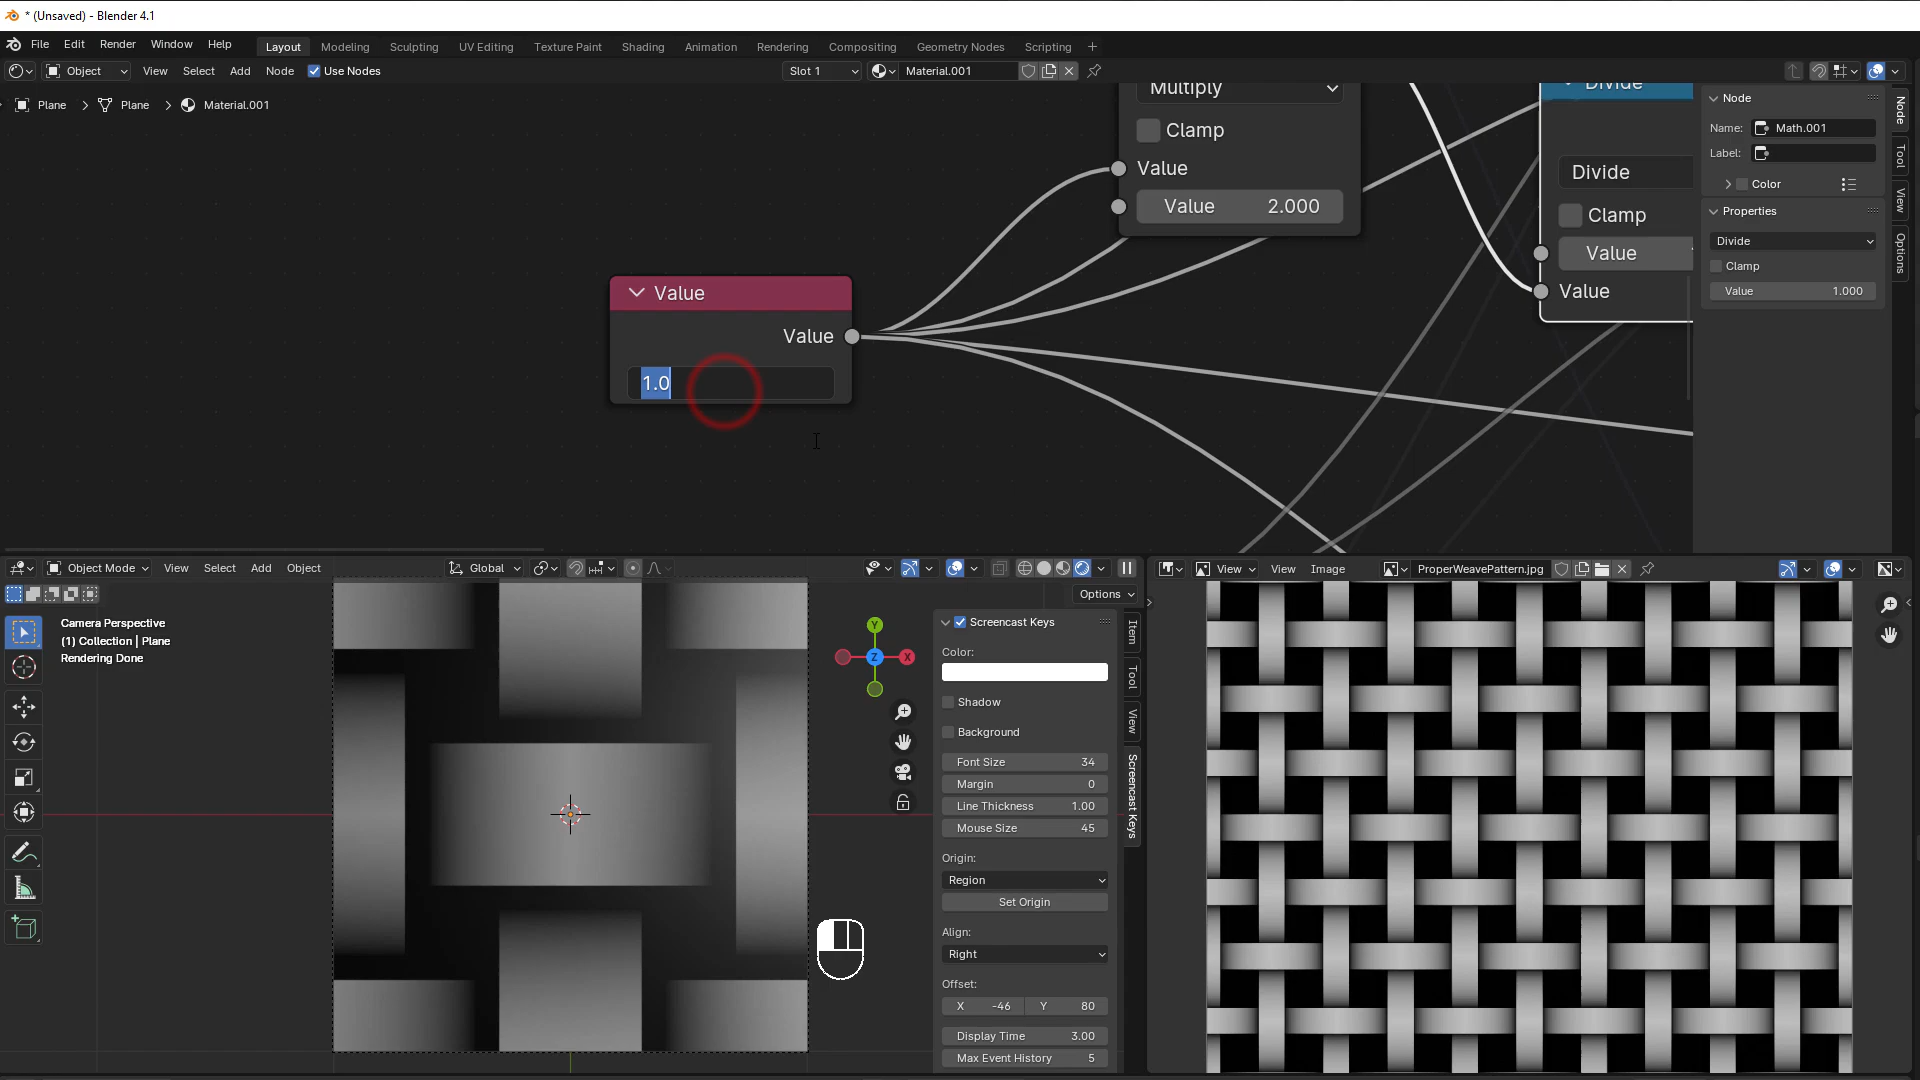 * (Unsaved) - Blender 4.1
File Edit Render Window Help Layout Modeling Sculpting UV Editing Texture Paint Shading Animation Rendering Compositing Geometry Nodes Scripting +
Object View Select Add Node Use Nodes Slot 1 Material.001
Plane > Plane > Material.001
Multiply
Clamp
Value
Value 2.000
Value
Value
1.0
Divide
Divide
Clamp
Value
Value
Node
Name: Math.001
Label:
Color
Properties
Divide
Clamp
Value 1.000
Node
Tool
View
Options
Object Mode View Select Add Object Global
Options
Camera Perspective
(1) Collection | Plane
Rendering Done
Y
X
Z
Screencast Keys
Color:
Shadow
Background
Font Size 34
Margin 0
Line Thickness 1.00
Mouse Size 45
Origin:
Region
Set Origin
Align:
Right
Offset:
X -46 Y 80
Display Time 3.00
Max Event History 5
Item
Tool
View
Screencast Keys
View View Image ProperWeavePattern.jpg